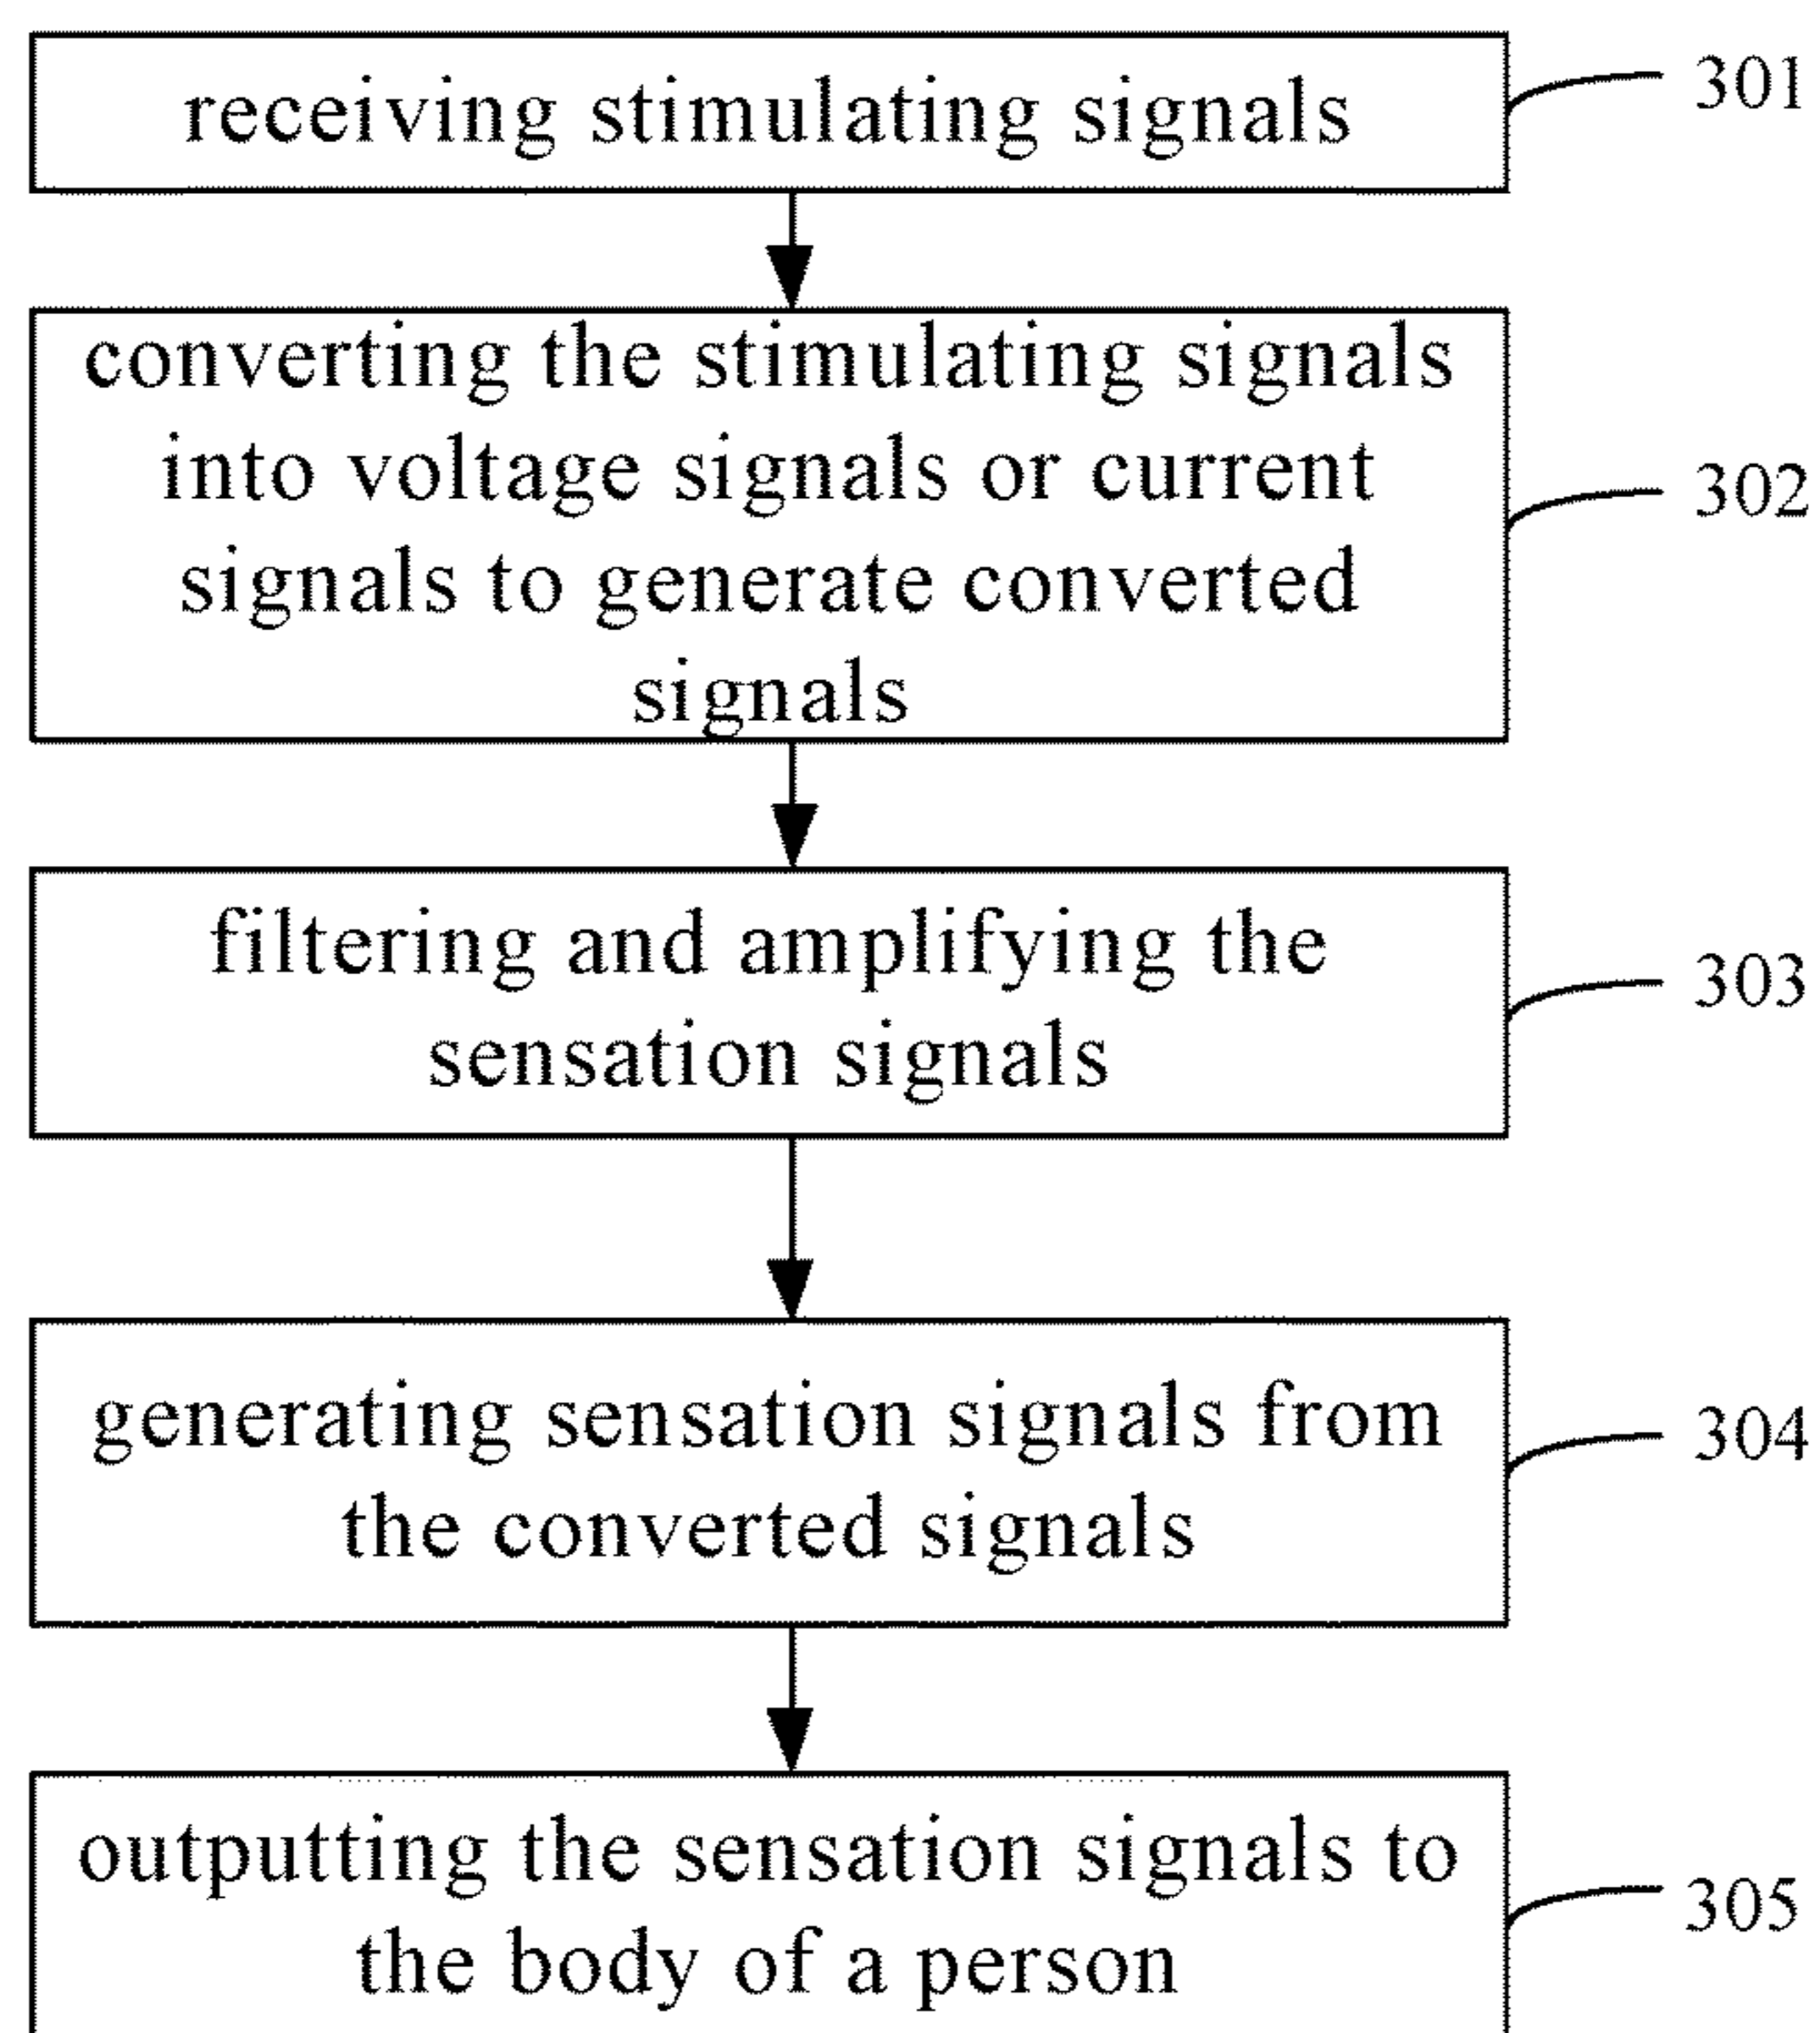 receiving stimulating signals
301
converting the stimulating signals
into voltage signals or current
signals to generate converted
signals
302
filtering and amplifying the
sensation signals
303
generating sensation signals from
the converted signals
304
outputting the sensation signals to
the body of a person
305